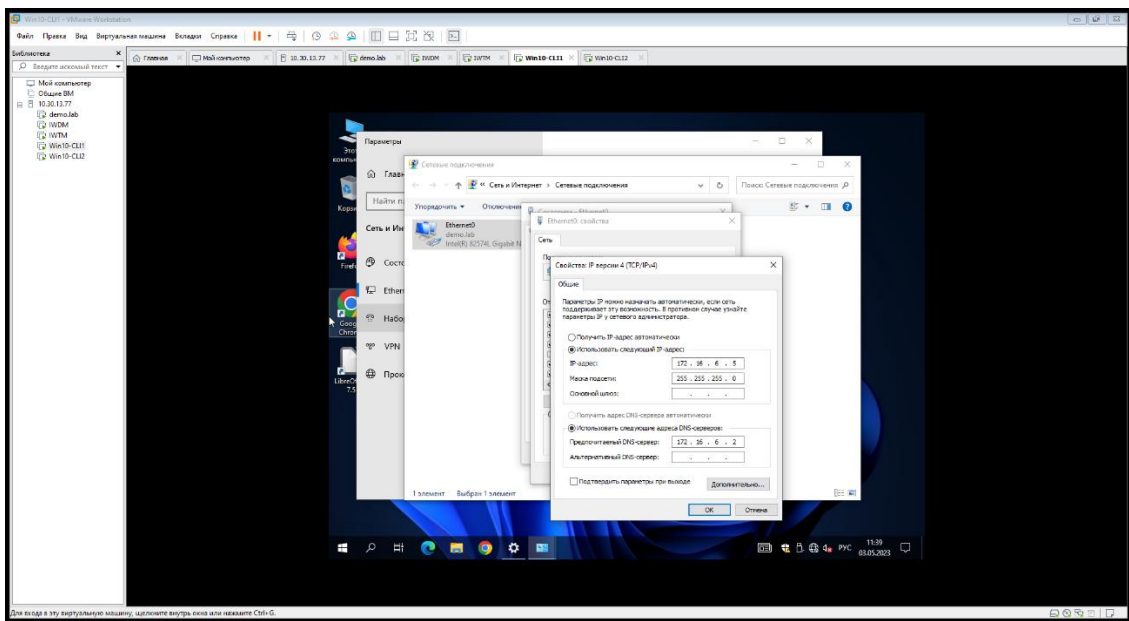 Win10-CLI1 - VMware Workstation
Файл Правка Вид Виртуальная машина Вкладки Справка
Библиотека
Введите искомый текст
Мой компьютер
Общие ВМ
10.30.13.77
demo.lab
IWDM
IWTM
Win10-CLI1
Win10-CLI2
Главная Мой компьютер 10.30.13.77 demo.lab IWDM IWTM Win10-CLI1 Win10-CLI2
Параметры
Найти
Сеть и Ин
VPN
Сетевые подключения
Сеть и Интернет > Сетевые подключения
Поиск: Сетевые подключения
Упорядочить Отключение
Ethernet0
demo.lab
Intel(R) 82574L Gigabit N
1 элемент Выбран 1 элемент
Ethernet0: свойства
Сеть
Свойства: IP версии 4 (TCP/IPv4)
Общие
Параметры IP можно назначать автоматически, если сеть
поддерживает эту возможность. В противном случае узнайте
параметры IP у сетевого администратора.
Получить IP-адрес автоматически
Использовать следующий IP-адрес:
IP-адрес: 172 . 16 . 6 . 5
Маска подсети: 255 . 255 . 255 . 0
Основной шлюз: . . .
Получить адрес DNS-сервера автоматически
Использовать следующие адреса DNS-серверов:
Предпочитаемый DNS-сервер: 172 . 16 . 6 . 2
Альтернативный DNS-сервер: . . .
Подтвердить параметры при выходе
Дополнительно...
ОК Отмена
РУС
11:39
03.05.2023
Для входа в эту виртуальную машину, щелкните внутрь окна или нажмите Ctrl+G.